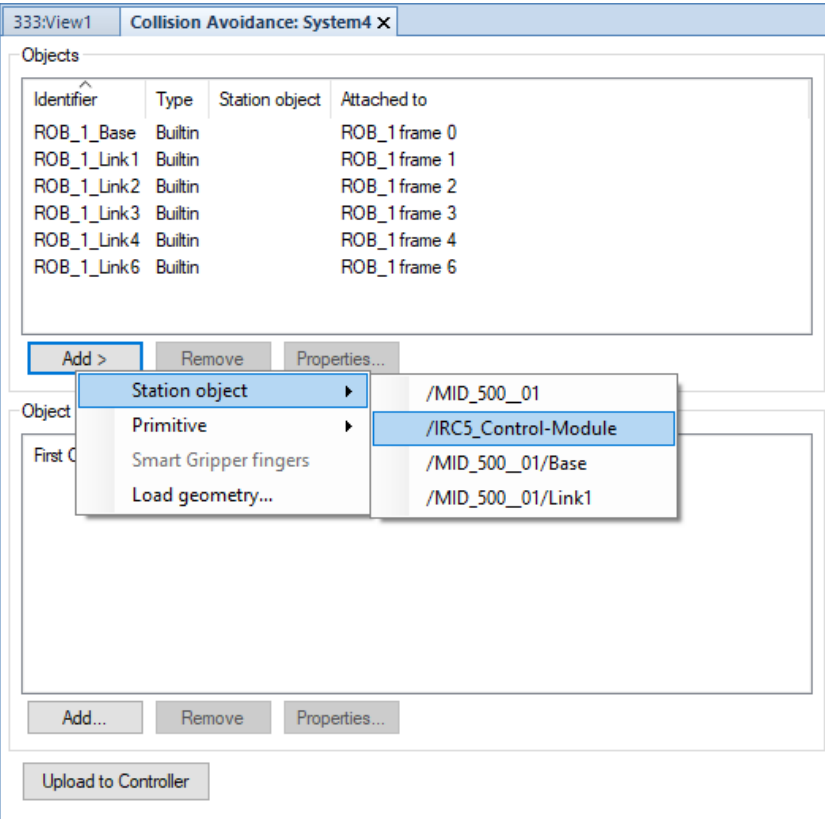 333:View1 Collision Avoidance: System4
Objects
Identifier Type Station object Attached to
ROB_1_Base Builtin ROB_1 frame 0
ROB_1_Link1 Builtin ROB_1 frame 1
ROB_1_Link2 Builtin ROB_1 frame 2
ROB_1_Link3 Builtin ROB_1 frame 3
ROB_1_Link4 Builtin ROB_1 frame 4
ROB_1_Link6 Builtin ROB_1 frame 6
Add > Remove Properties...
Station object /MID_500__01
Object
Primitive /IRC5_Control-Module
First
Smart Gripper fingers /MID_500__01/Base
Load geometry... /MID_500__01/Link1
Add... Remove Properties...
Upload to Controller